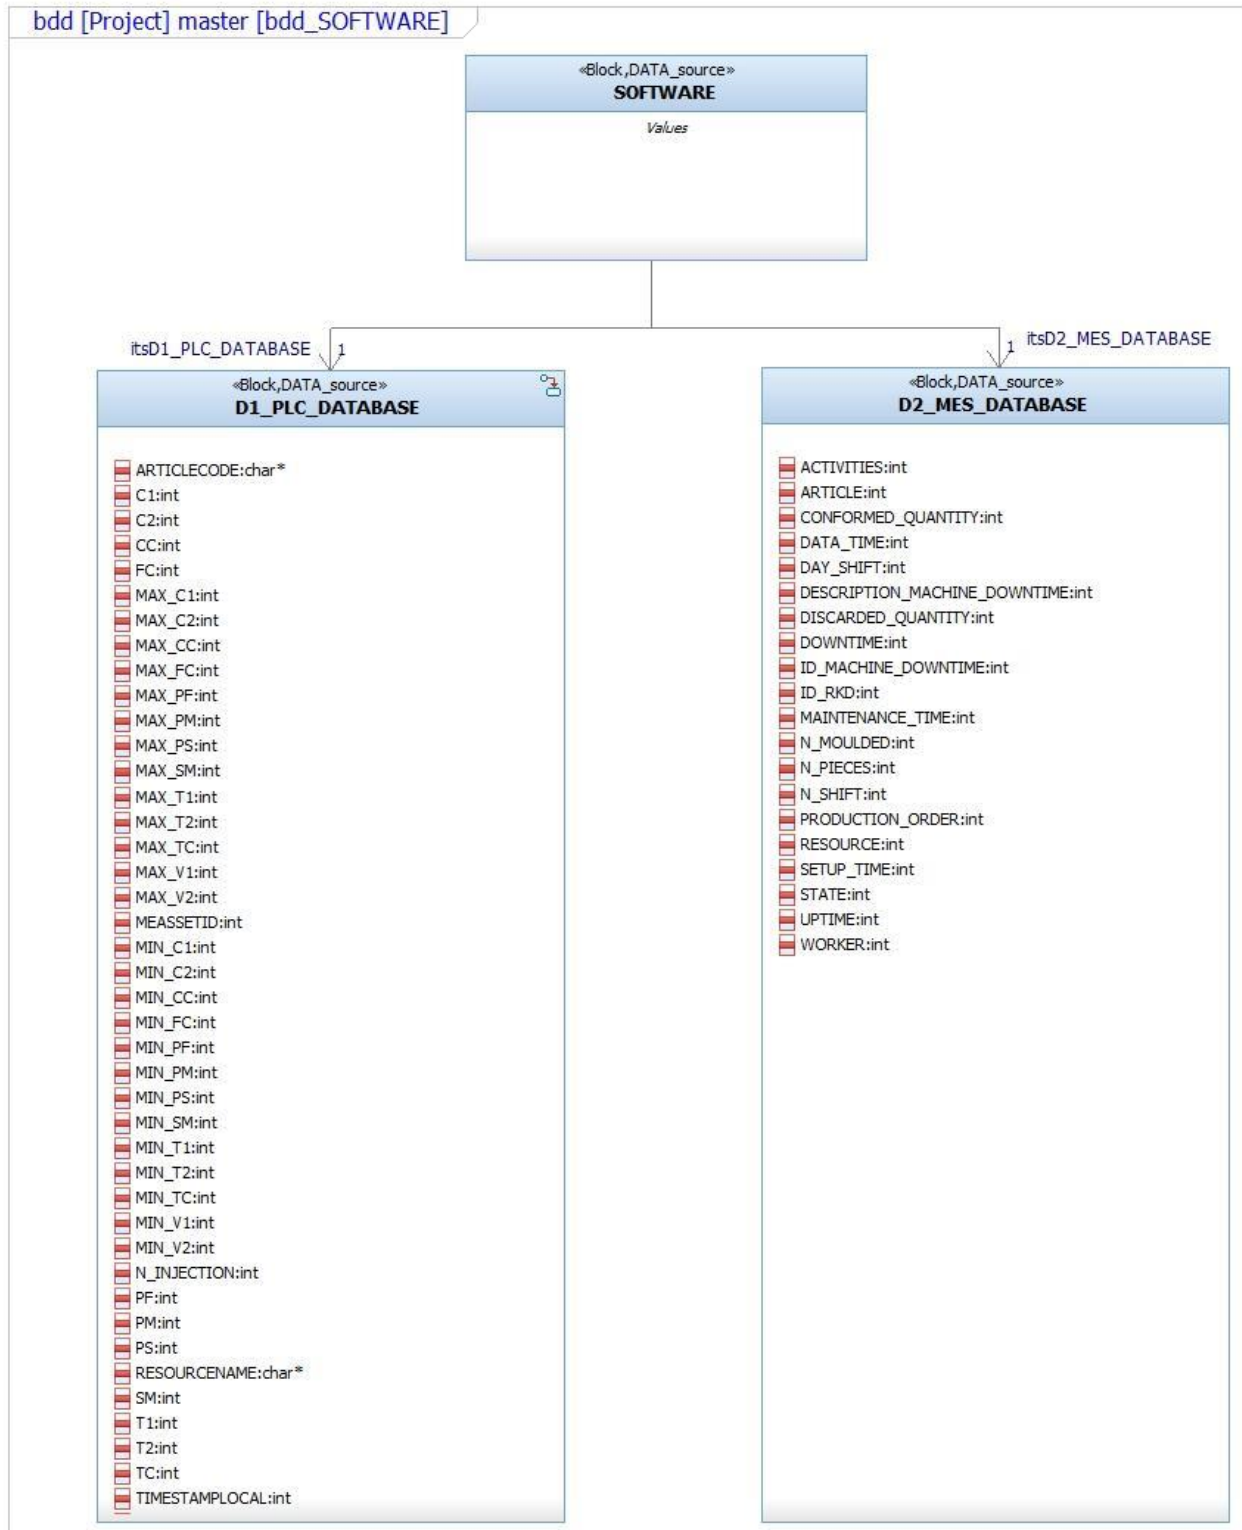 bdd [Project] master [bdd_SOFTWARE]
«Block,DATA_source»
SOFTWARE
Values
itsD1_PLC_DATABASE
1
1
itsD2_MES_DATABASE
«Block,DATA_source»
D1_PLC_DATABASE
ARTICLECODE:char*
C1:int
C2:int
CC:int
FC:int
MAX_C1:int
MAX_C2:int
MAX_CC:int
MAX_FC:int
MAX_PF:int
MAX_PM:int
MAX_PS:int
MAX_SM:int
MAX_T1:int
MAX_T2:int
MAX_TC:int
MAX_V1:int
MAX_V2:int
MEASSETID:int
MIN_C1:int
MIN_C2:int
MIN_CC:int
MIN_FC:int
MIN_PF:int
MIN_PM:int
MIN_PS:int
MIN_SM:int
MIN_T1:int
MIN_T2:int
MIN_TC:int
MIN_V1:int
MIN_V2:int
N_INJECTION:int
PF:int
PM:int
PS:int
RESOURCENAME:char*
SM:int
T1:int
T2:int
TC:int
TIMESTAMPLOCAL:int
«Block,DATA_source»
D2_MES_DATABASE
ACTIVITIES:int
ARTICLE:int
CONFORMED_QUANTITY:int
DATA_TIME:int
DAY_SHIFT:int
DESCRIPTION_MACHINE_DOWNTIME:int
DISCARDED_QUANTITY:int
DOWNTIME:int
ID_MACHINE_DOWNTIME:int
ID_RKD:int
MAINTENANCE_TIME:int
N_MOULDED:int
N_PIECES:int
N_SHIFT:int
PRODUCTION_ORDER:int
RESOURCE:int
SETUP_TIME:int
STATE:int
UPTIME:int
WORKER:int